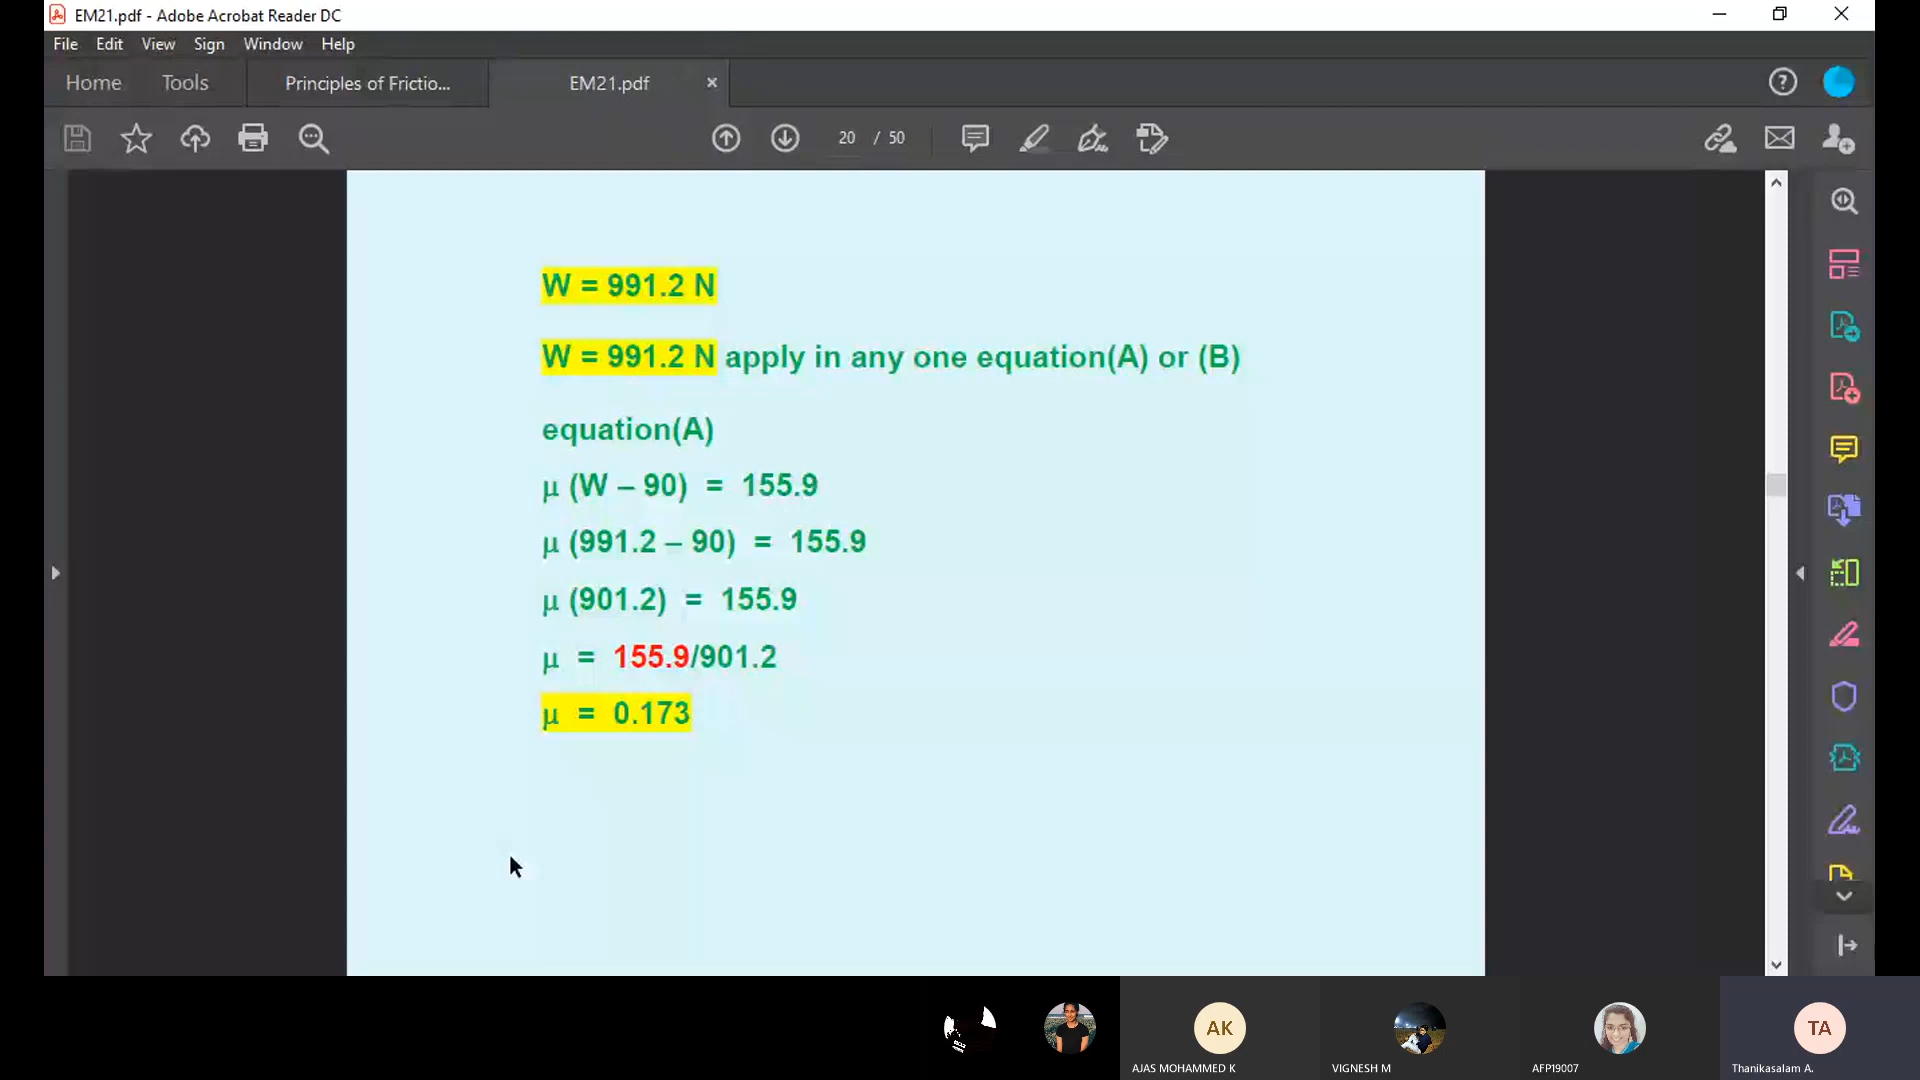 EM21.pdf - Adobe Acrobat Reader DC
File Edit View Sign Window Help
Home Tools Principles of Frictio... EM21.pdf
20 / 50
W = 991.2 N
W = 991.2 N apply in any one equation(A) or (B)
equation(A)
μ (W – 90) = 155.9
μ (991.2 – 90) = 155.9
μ (901.2) = 155.9
μ = 155.9/901.2
μ = 0.173
AK
TA
AJAS MOHAMMED K
VIGNESH M
AFP19007
Thanikasalam A.